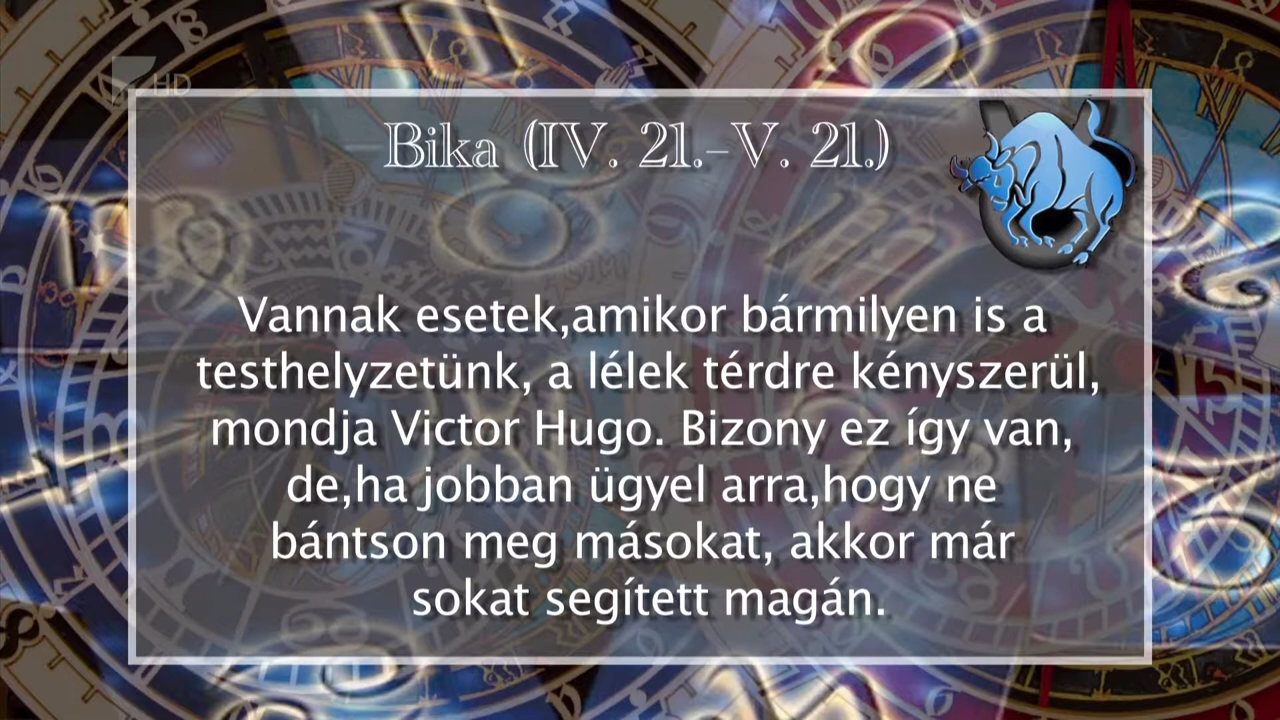 HD
Bika (IV. 21.-V. 21.)
Vannak esetek,amikor bármilyen is a
testhelyzetünk, a lélek térdre kényszerül,
mondja Victor Hugo. Bizony ez így van,
de,ha jobban ügyel arra,hogy ne
bántson meg másokat, akkor már
sokat segített magán.